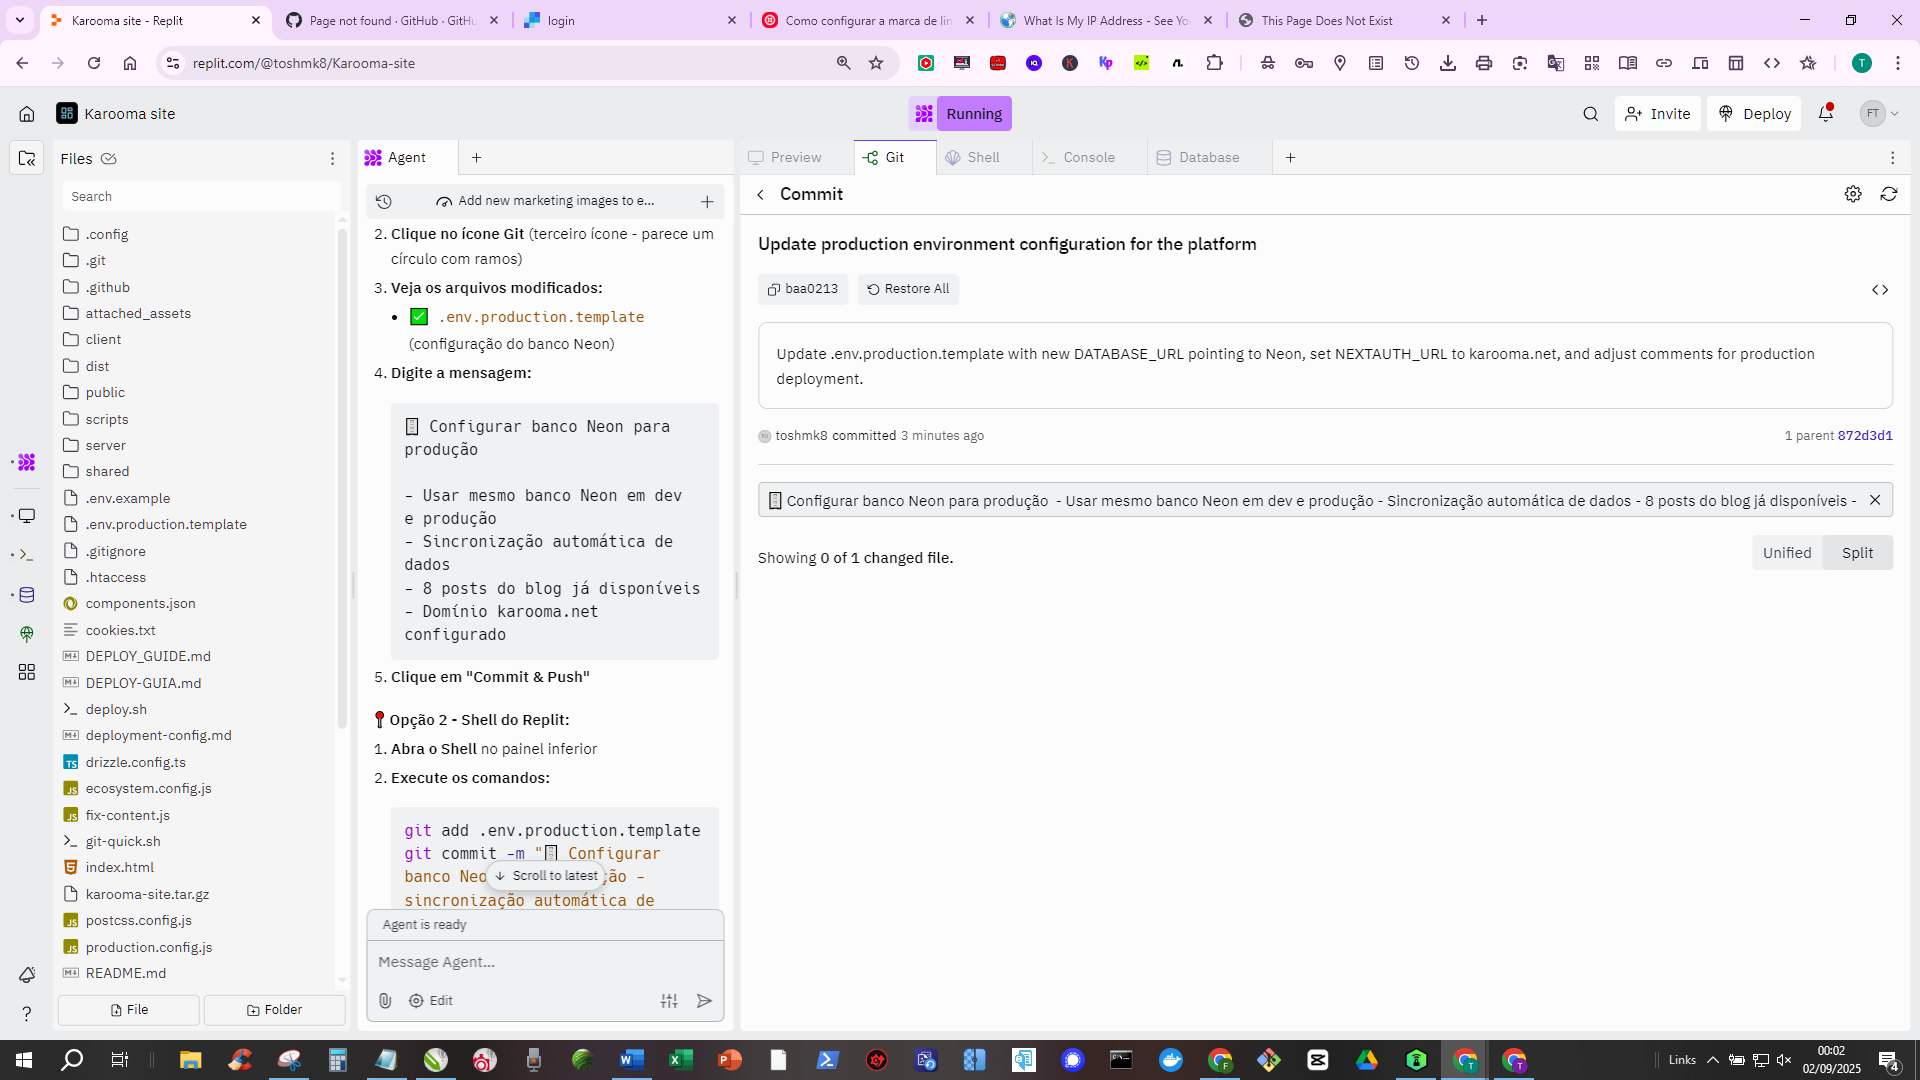 Karooma site - Replit
Page not found · GitHub · GitHu
login
Como configurar a marca de lin
What Is My IP Address - See Yo
This Page Does Not Exist
replit.com/@toshmk8/Karooma-site
T
Karooma site
Running
Invite
Deploy
FT
Files
Search
.config
.git
.github
attached_assets
client
dist
public
scripts
server
shared
.env.example
.env.production.template
.gitignore
.htaccess
components.json
cookies.txt
DEPLOY_GUIDE.md
DEPLOY-GUIA.md
deploy.sh
deployment-config.md
drizzle.config.ts
ecosystem.config.js
fix-content.js
git-quick.sh
index.html
karooma-site.tar.gz
postcss.config.js
production.config.js
README.md
File
Folder
Agent
Add new marketing images to e...
2. Clique no ícone Git (terceiro ícone - parece um
círculo com ramos)
3. Veja os arquivos modificados:
• ✅ .env.production.template
(configuração do banco Neon)
4. Digite a mensagem:
Configurar banco Neon para
produção
- Usar mesmo banco Neon em dev
e produção
- Sincronização automática de
dados
- 8 posts do blog já disponíveis
- Domínio karooma.net
configurado
5. Clique em "Commit & Push"
📍 Opção 2 - Shell do Replit:
1. Abra o Shell no painel inferior
2. Execute os comandos:
git add .env.production.template
git commit -m " Configurar
banco Neo
ção -
sincronização automática de
Scroll to latest
Agent is ready
Message Agent...
Edit
Preview
Git
Shell
Console
Database
Commit
Update production environment configuration for the platform
baa0213
Restore All
Update .env.production.template with new DATABASE_URL pointing to Neon, set NEXTAUTH_URL to karooma.net, and adjust comments for production
deployment.
toshmk8 committed 3 minutes ago
1 parent 872d3d1
Configurar banco Neon para produção - Usar mesmo banco Neon em dev e produção - Sincronização automática de dados - 8 posts do blog já disponíveis -
Showing 0 of 1 changed file.
Unified
Split
Links
00:02
02/09/2025
4